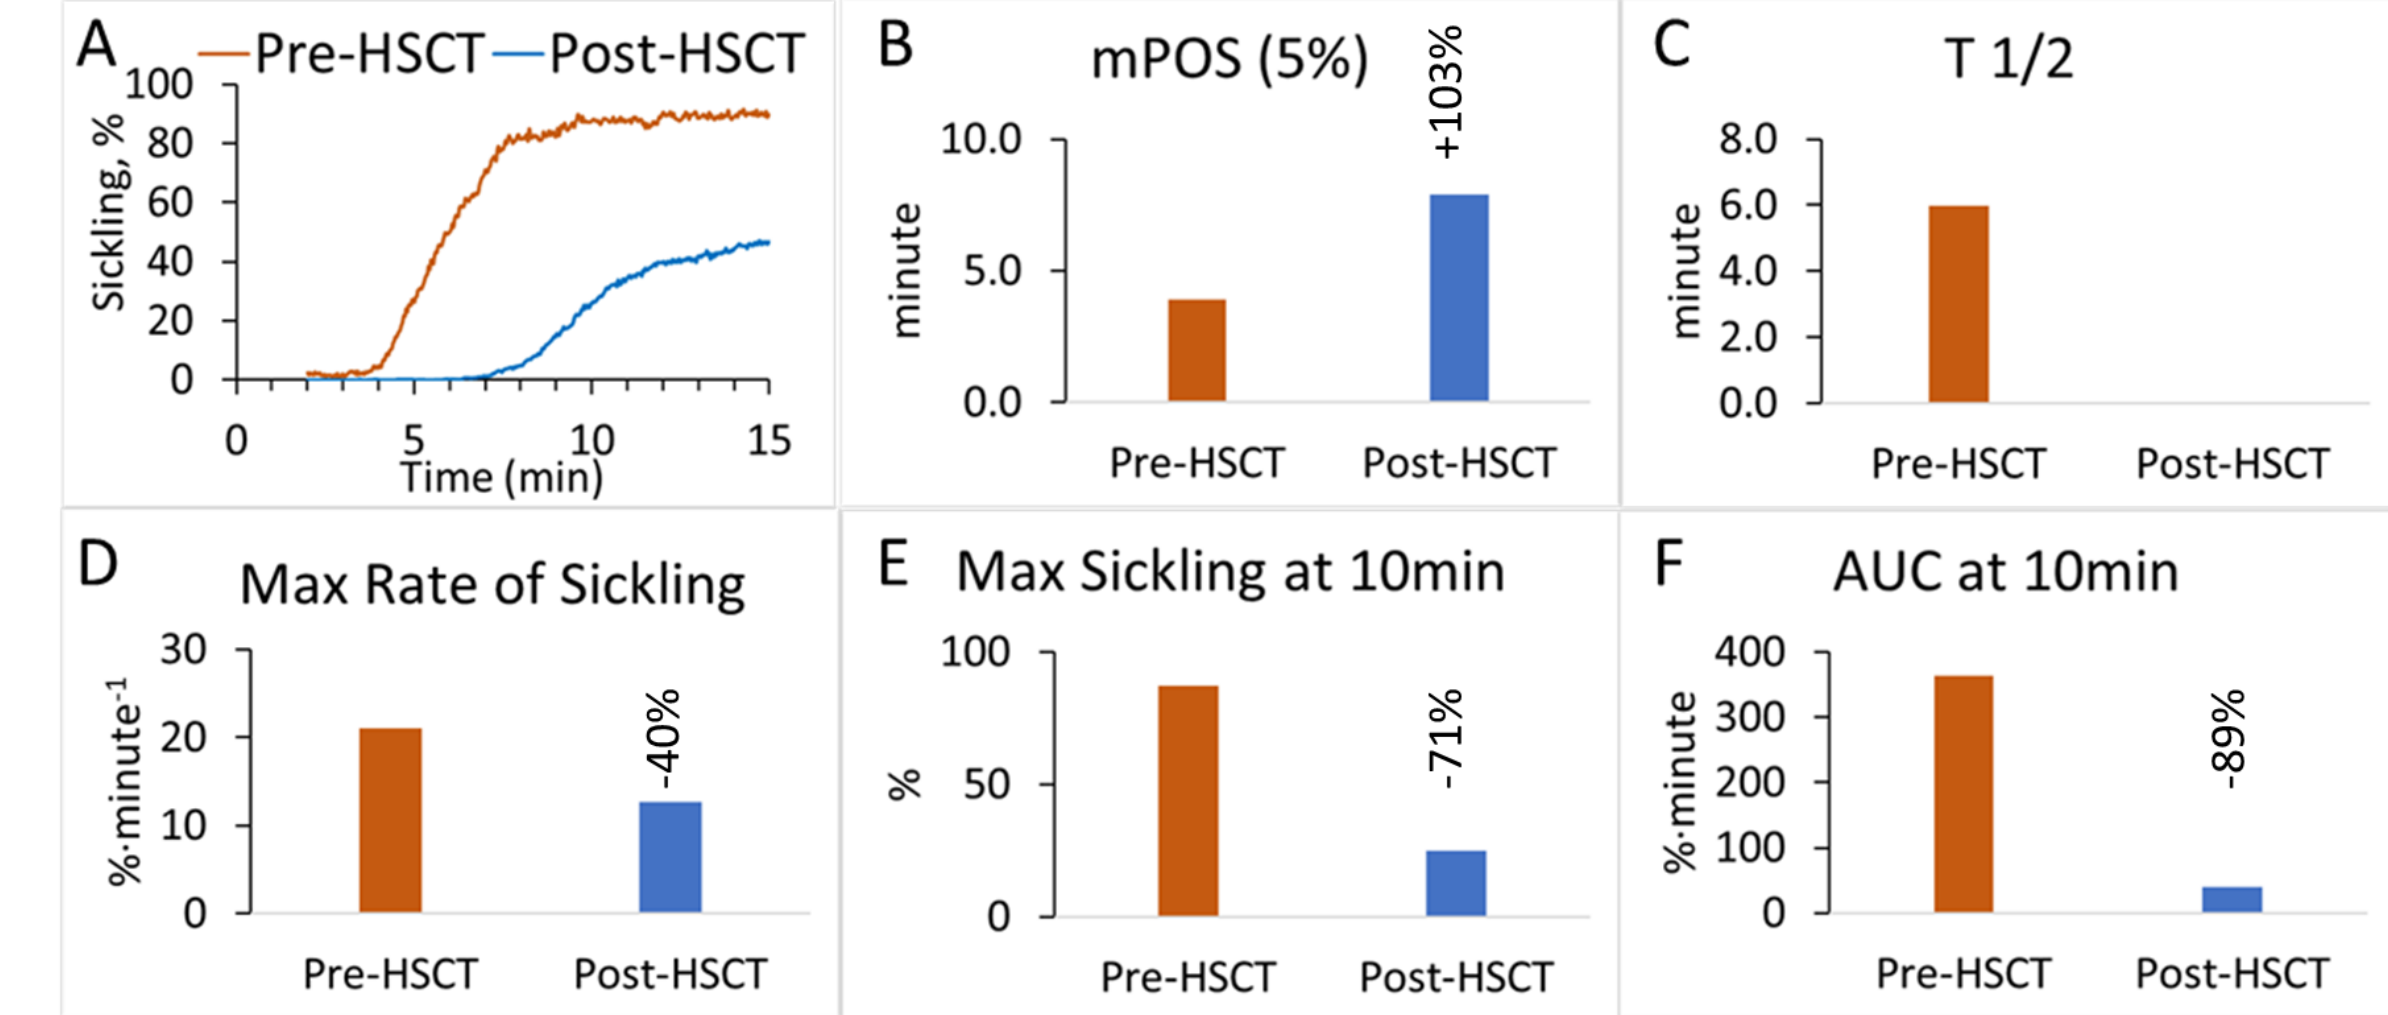 A
Pre-HSCT Post-HSCT
Sickling, %
100
80
60
40
20
0
0 5 10 15
Time (min)
B
mPOS (5%)
+103%
minute
10.0
5.0
0.0
Pre-HSCT Post-HSCT
C
T 1/2
minute
8.0
6.0
4.0
2.0
0.0
Pre-HSCT Post-HSCT
D
Max Rate of Sickling
%·minute⁻¹
30
20
10
0
-40%
Pre-HSCT Post-HSCT
E
Max Sickling at 10min
%
100
50
0
-71%
Pre-HSCT Post-HSCT
F
AUC at 10min
%·minute
400
300
200
100
0
-89%
Pre-HSCT Post-HSCT